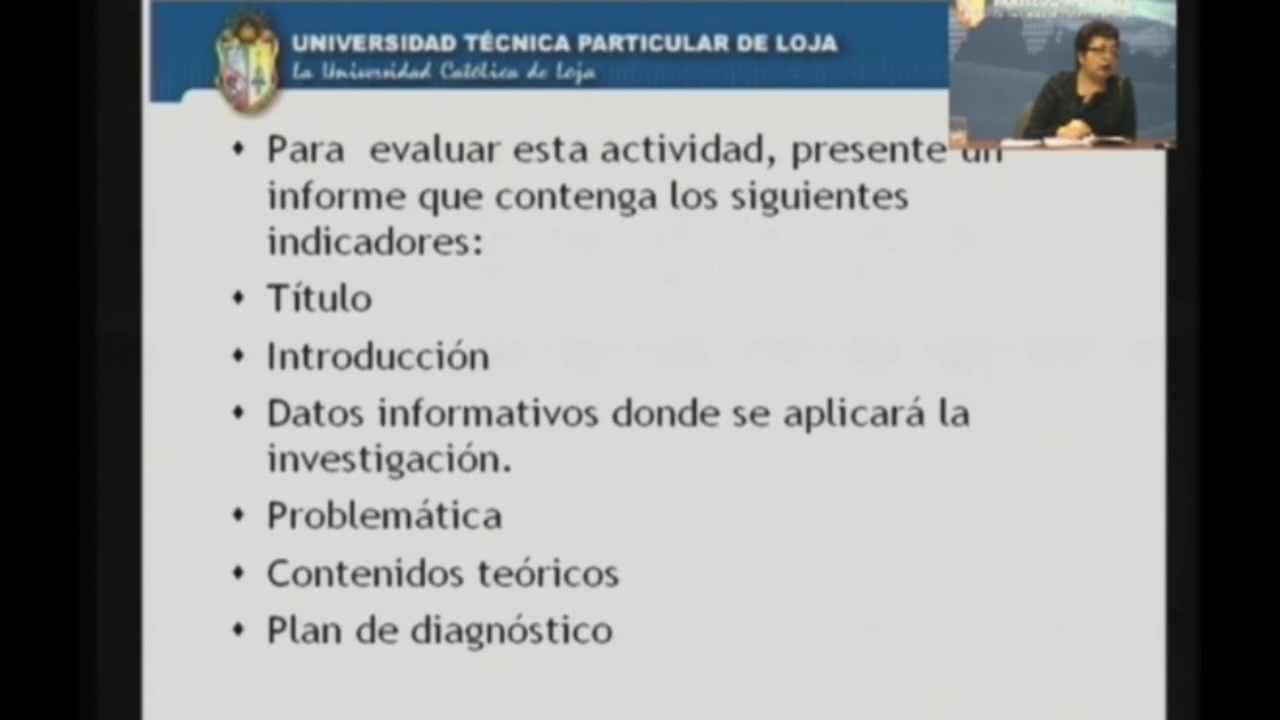 UNIVERSIDAD TÉCNICA PARTICULAR DE LOJA
La Universidad Católica de Loja
Para evaluar esta actividad, presente un
informe que contenga los siguientes
indicadores:
Título
Introducción
Datos informativos donde se aplicará la
investigación.
Problemática
Contenidos teóricos
Plan de diagnóstico